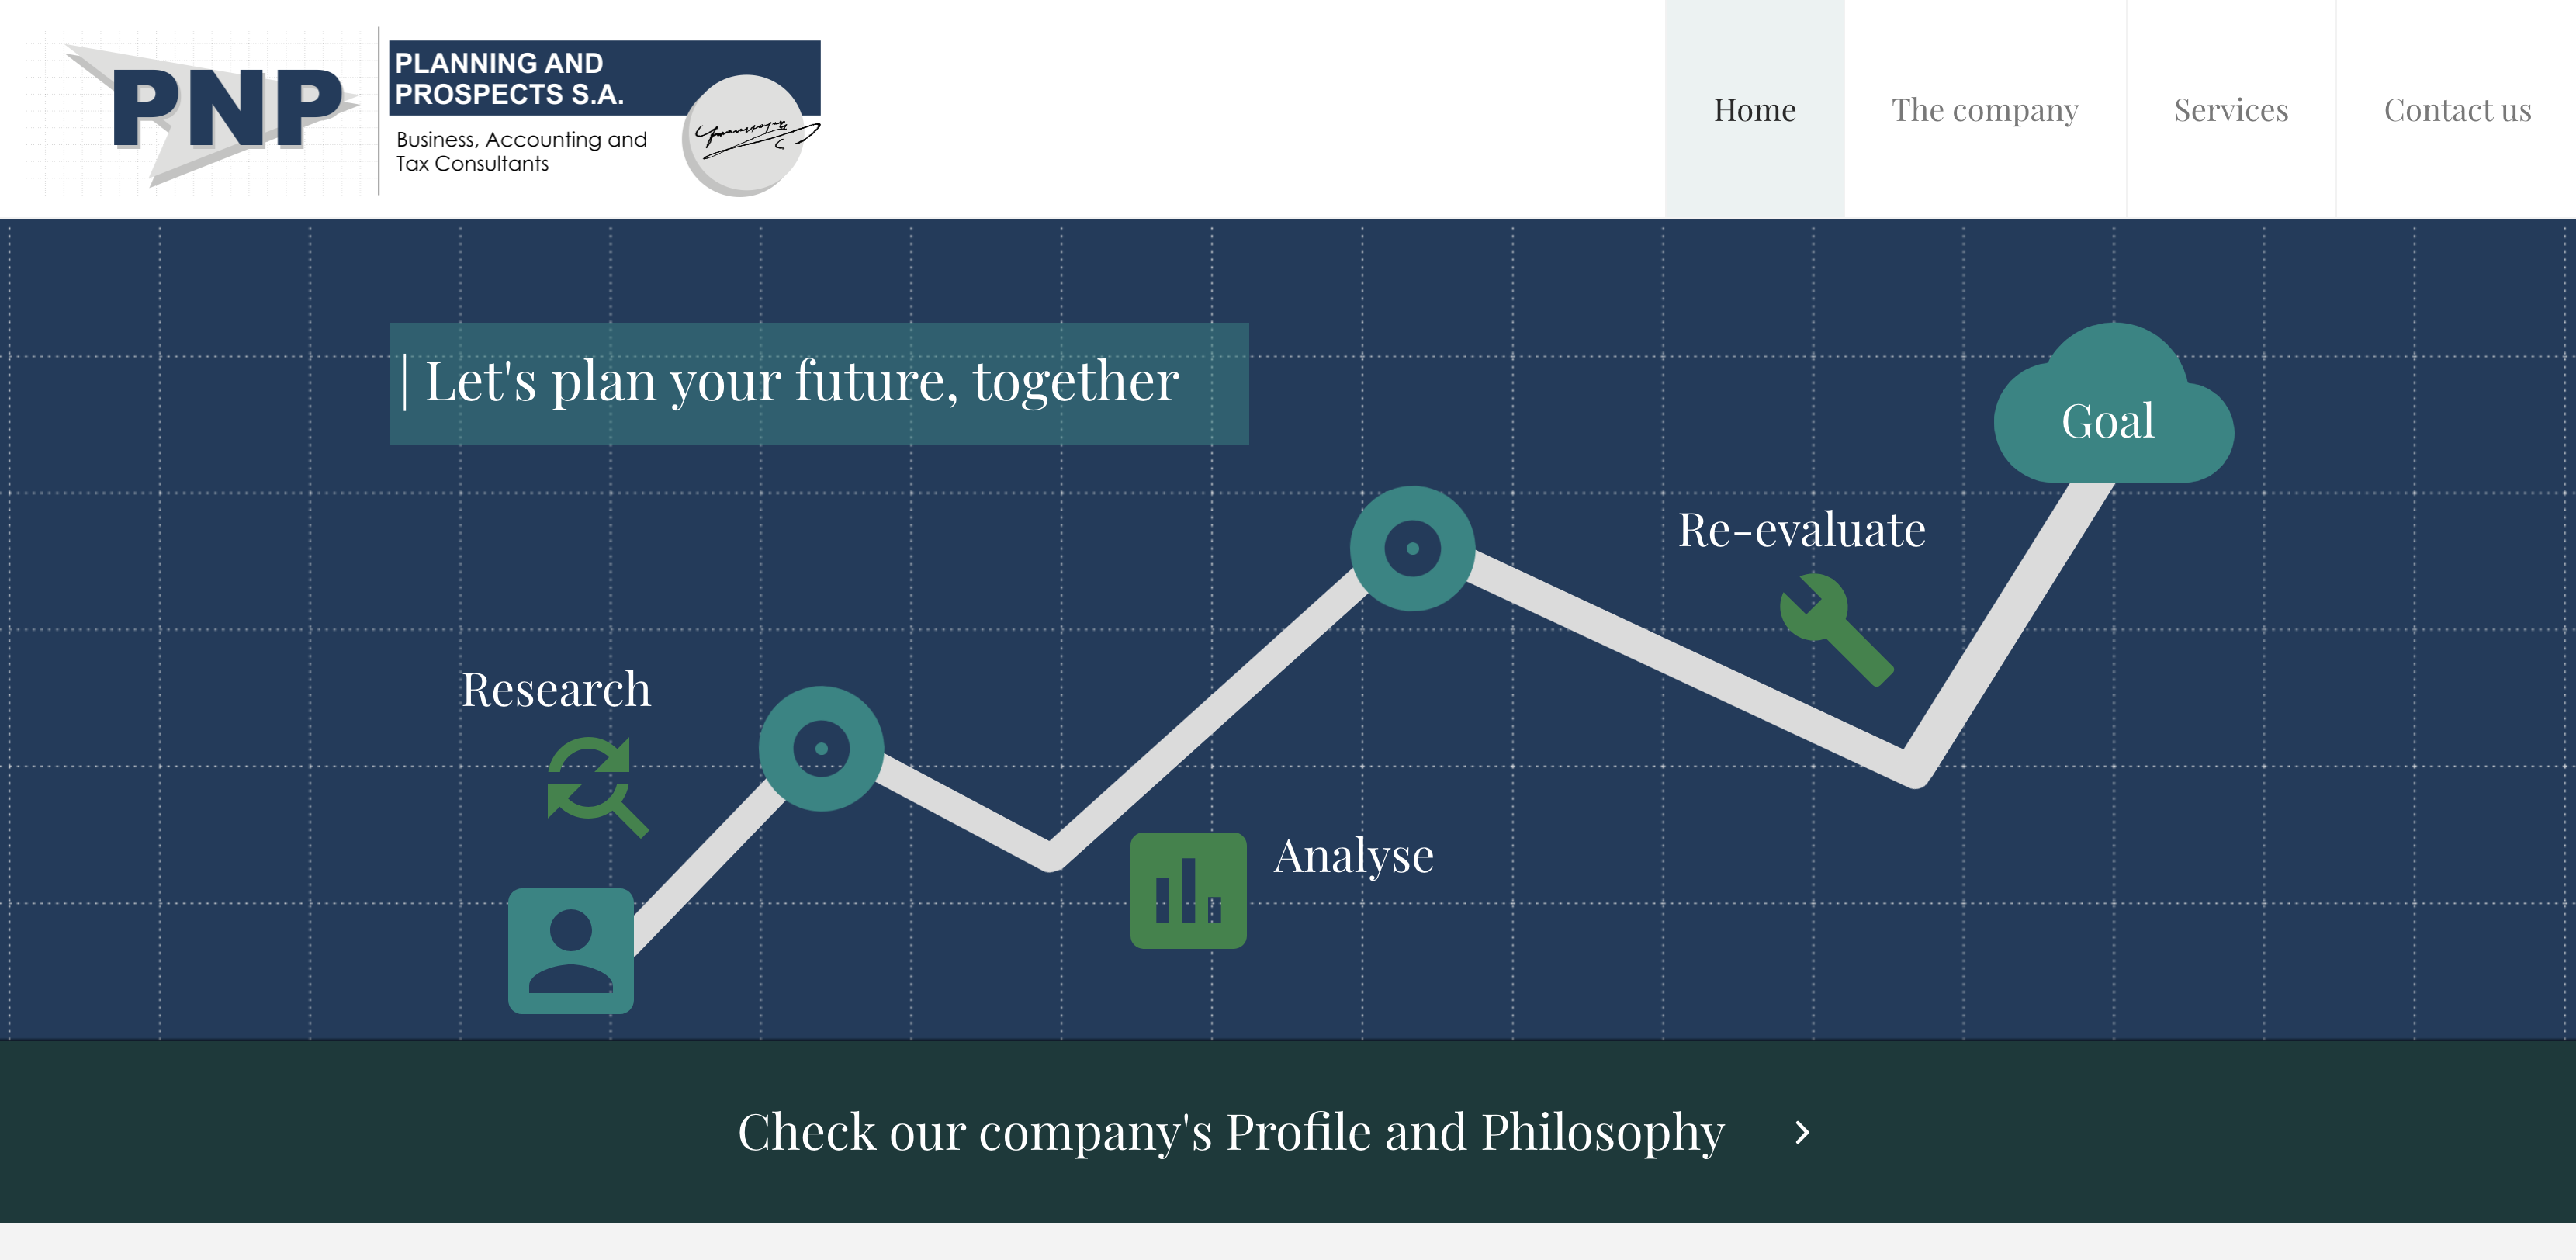 PNP
PLANNING AND
PROSPECTS S.A.
Business, Accounting and
Tax Consultants
Home
The company
Services
Contact us
| Let's plan your future, together
Goal
Re-evaluate
Research
Analyse
Check our company's Profile and Philosophy